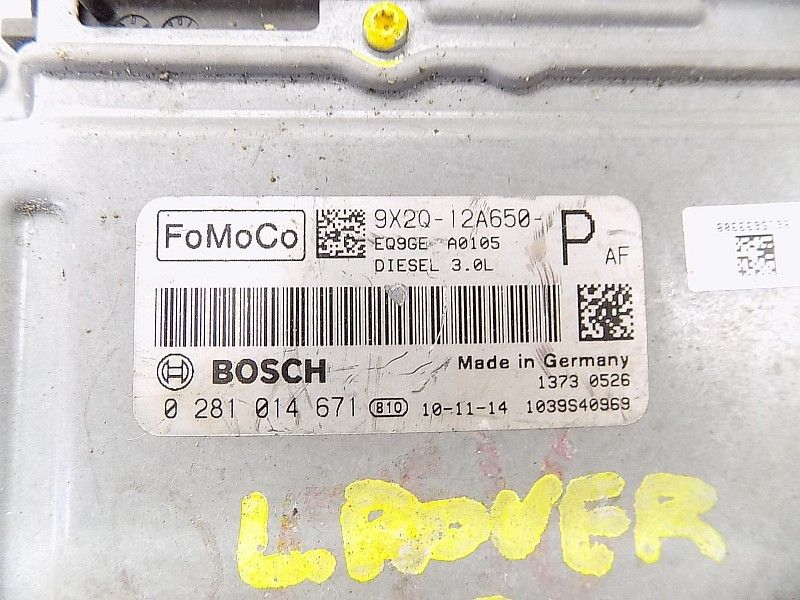 FoMoCo
9X2Q-12A650-
P AF
EQ9GE A0105
DIESEL 3.0L
BOSCH
Made in Germany
1373 0526
0 281 014 671 810 10-11-14 1039S40969
L.ROVER